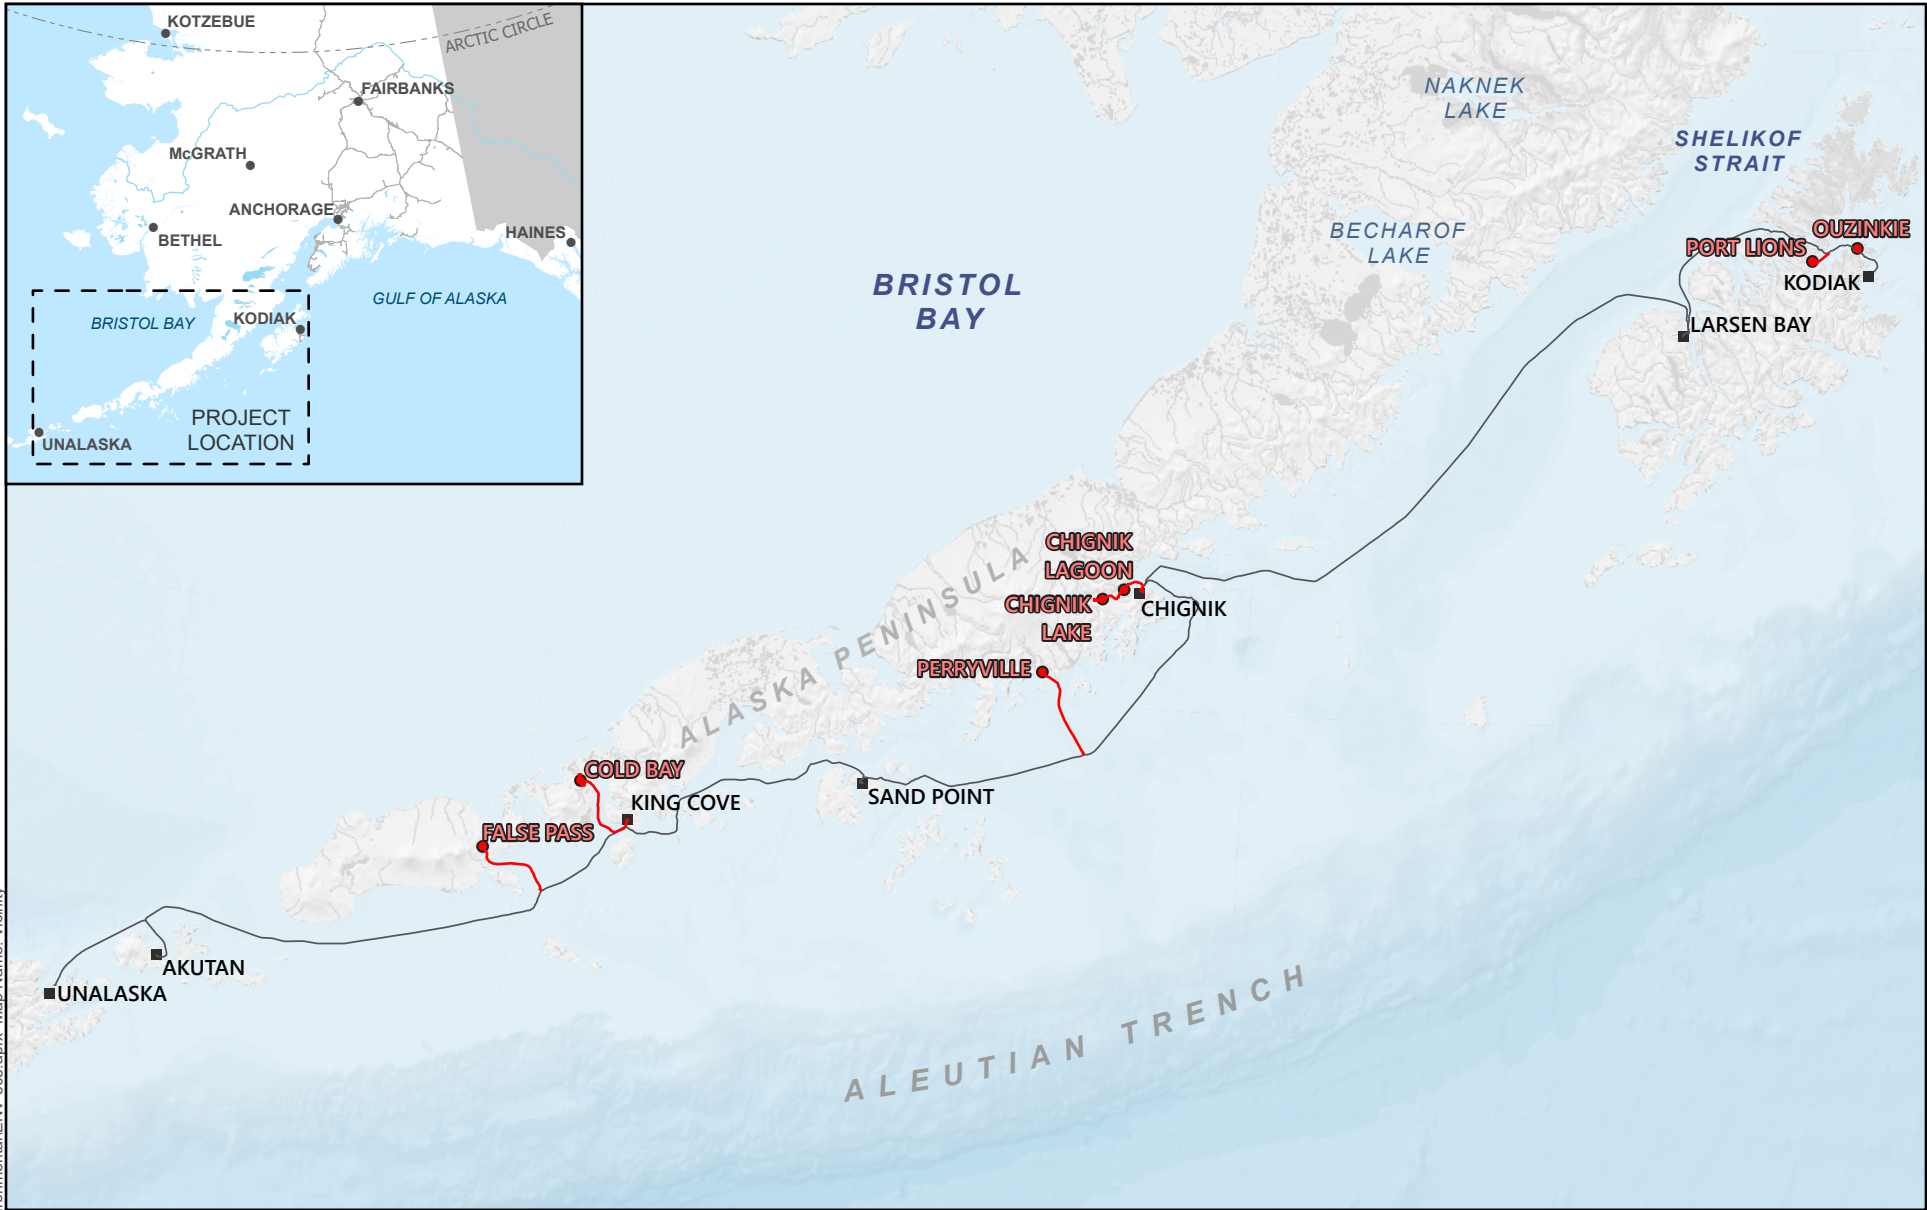 KOTZEBUE
ARCTIC CIRCLE
FAIRBANKS
McGRATH
ANCHORAGE
HAINES
BETHEL
GULF OF ALASKA
KODIAK
BRISTOL BAY
PROJECT
LOCATION
UNALASKA
NAKNEK
LAKE
SHELIKOF
STRAIT
BECHAROF
LAKE
OUZINKIE
PORT LIONS
KODIAK
BRISTOL
BAY
LARSEN BAY
CHIGNIK
LAGOON
CHIGNIK
LAKE
CHIGNIK
ALASKA PENINSULA
PERRYVILLE
COLD BAY
KING COVE
SAND POINT
FALSE PASS
AKUTAN
UNALASKA
ALEUTIAN TRENCH